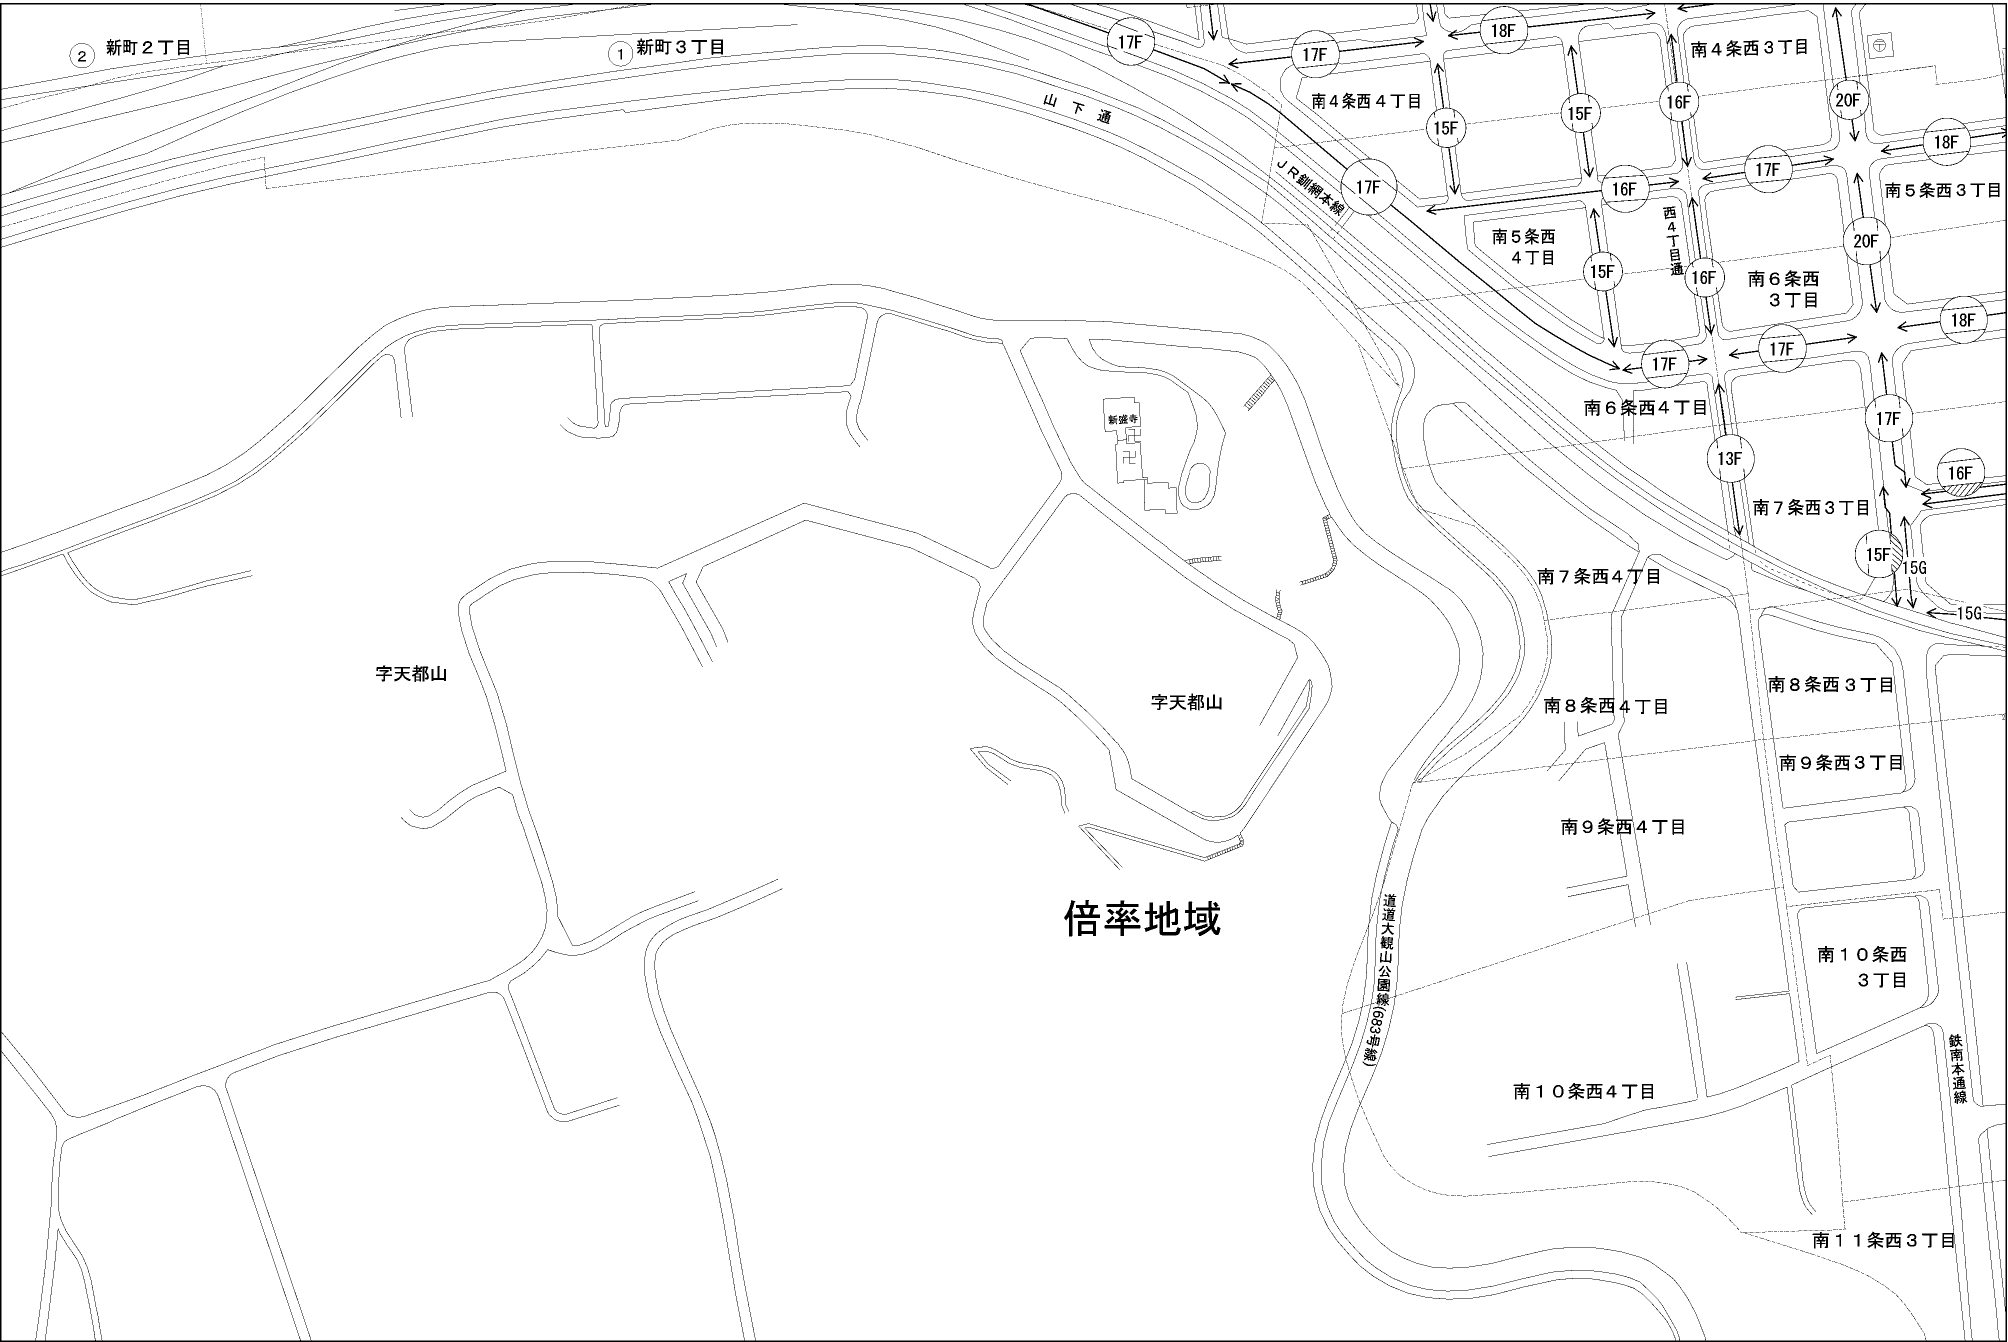 ② 新町２丁目
① 新町３丁目
17F
17F
18F
南４条西３丁目
〒
山下通
南４条西４丁目
15F
15F
16F
20F
18F
ＪＲ釧網本線
17F
16F
17F
南５条西３丁目
西４丁目通
南５条西
４丁目
15F
16F
20F
南６条西
３丁目
18F
17F
17F
南６条西４丁目
17F
新盛寺
卍
13F
16F
南７条西３丁目
15F
15G
南７条西４丁目
15G
字天都山
字天都山
南８条西３丁目
南８条西４丁目
南９条西３丁目
南９条西４丁目
倍率地域
道道大観山公園線(683号線)
南１０条西
３丁目
鉄南本通線
南１０条西４丁目
南１１条西３丁目